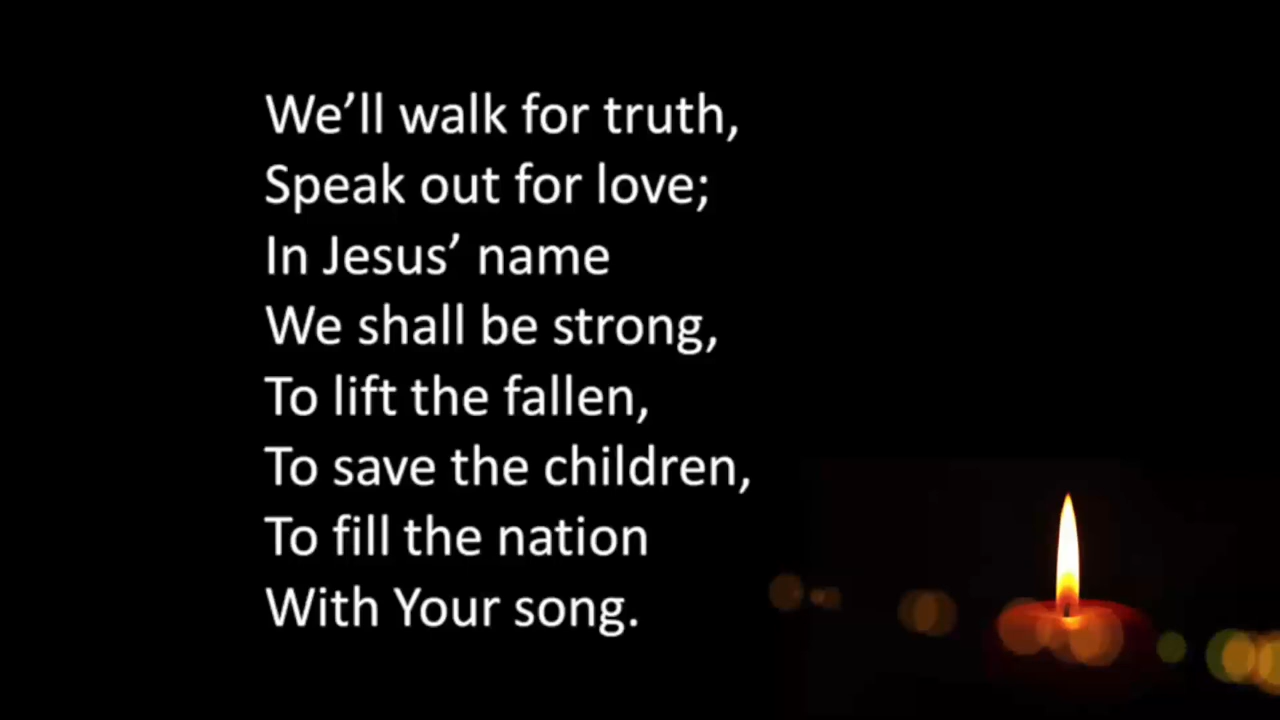 We’ll walk for truth,
Speak out for love;
In Jesus’ name
We shall be strong,
To lift the fallen,
To save the children,
To fill the nation
With Your song.